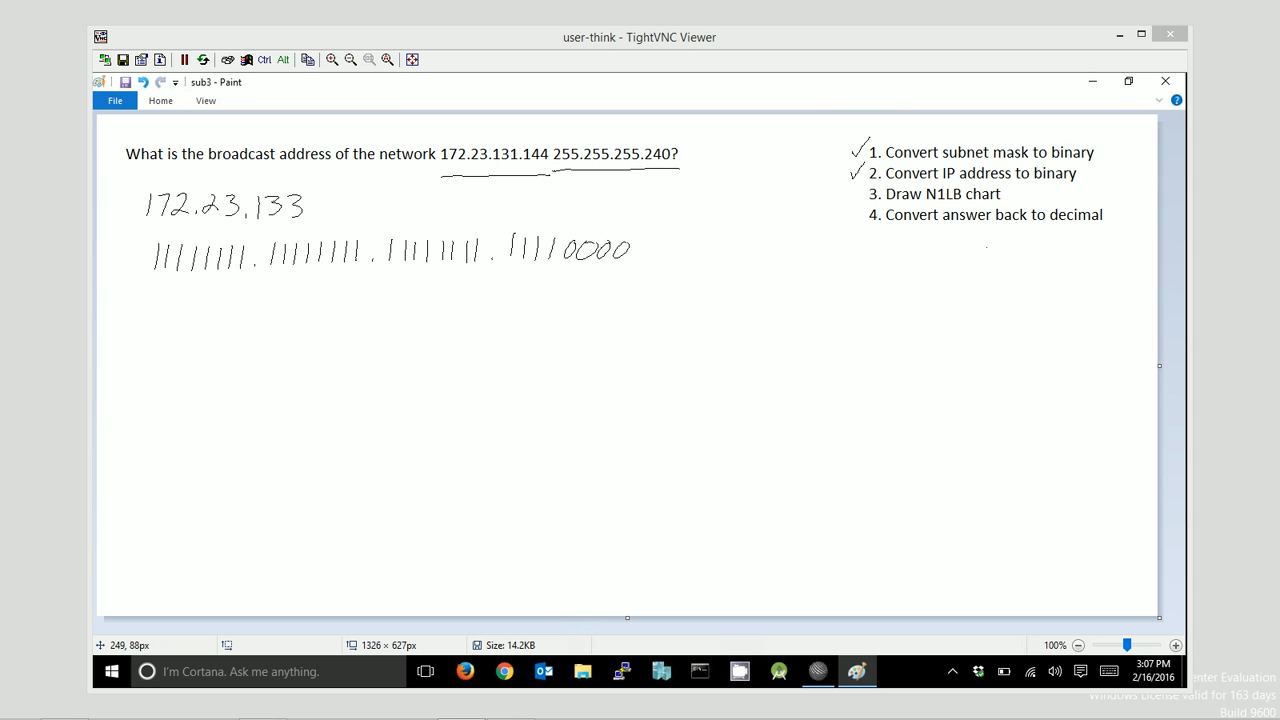 user-think - TightVNC Viewer
Ctrl Alt
sub3 - Paint
File Home View
What is the broadcast address of the network 172.23.131.144 255.255.255.240?
1. Convert subnet mask to binary
2. Convert IP address to binary
3. Draw N1LB chart
4. Convert answer back to decimal
172.23.133
11111111.11111111.11111111.11110000
249, 88px
1326 × 627px
Size: 14.2KB
100%
I'm Cortana. Ask me anything.
3:07 PM
2/16/2016
enter Evaluation
Windows License valid for 163 days
Build 9600